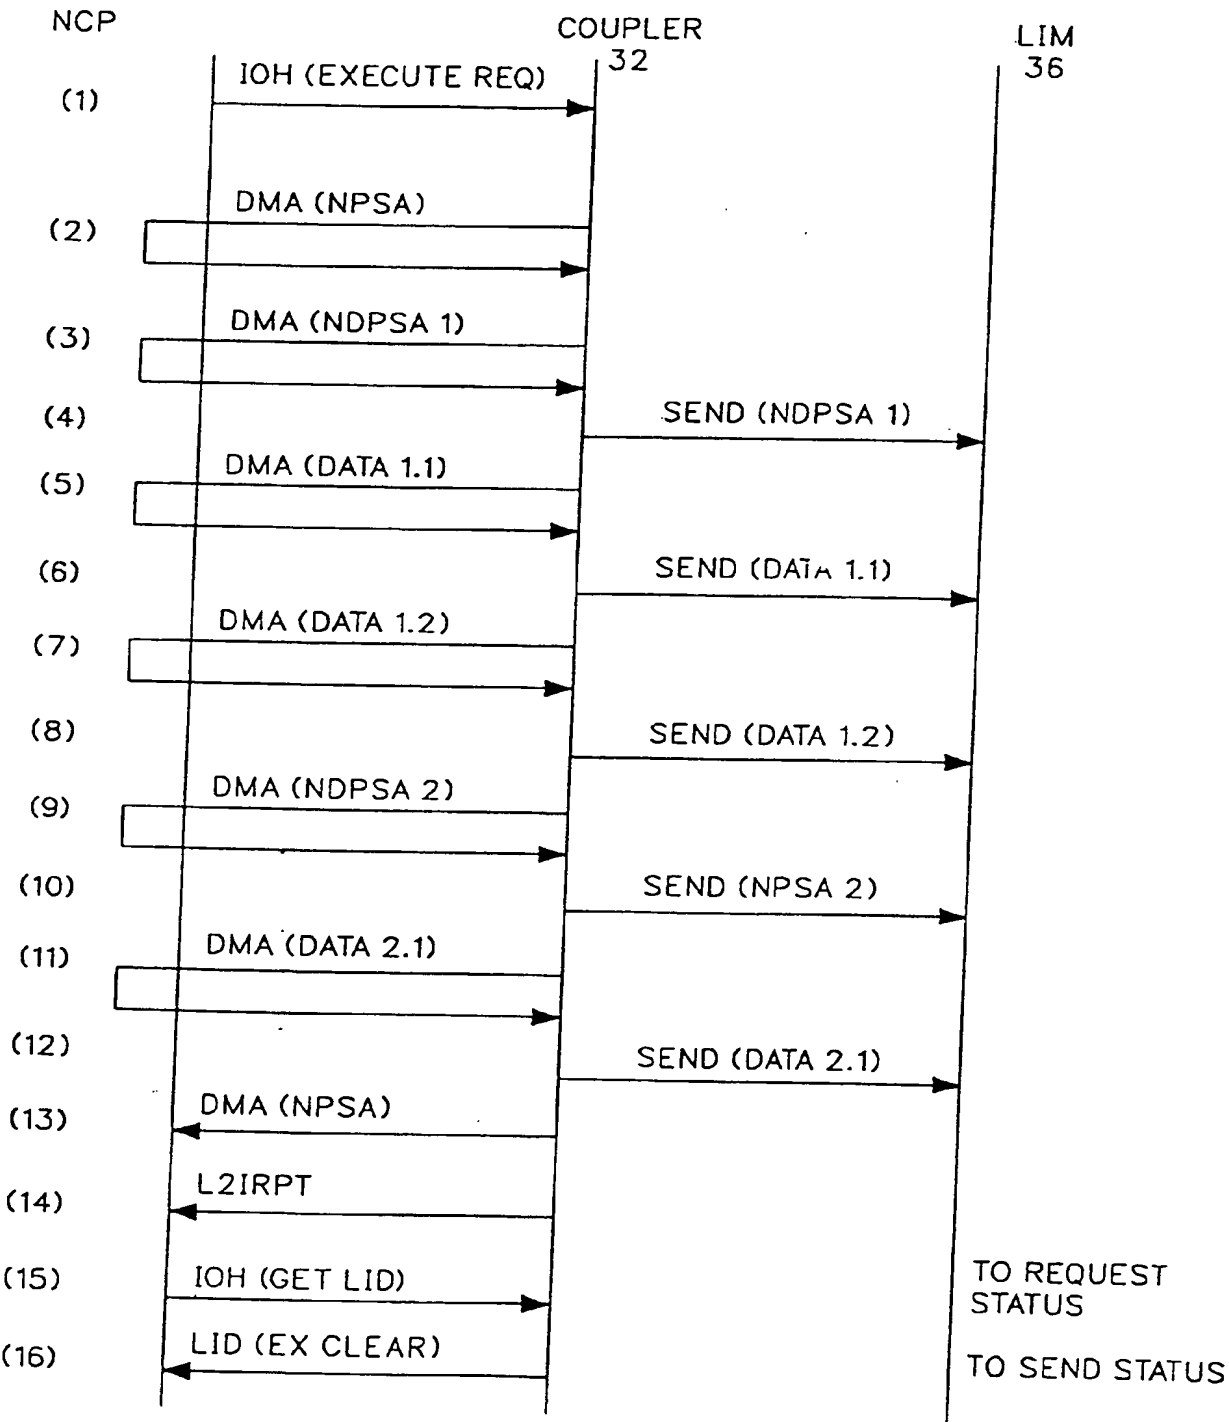 NCP
COUPLER
32
LIM
36
(1)
IOH (EXECUTE REQ)
(2)
DMA (NPSA)
(3)
DMA (NDPSA 1)
(4)
SEND (NDPSA 1)
(5)
DMA (DATA 1.1)
(6)
SEND (DATA 1.1)
(7)
DMA (DATA 1.2)
(8)
SEND (DATA 1.2)
(9)
DMA (NDPSA 2)
(10)
SEND (NPSA 2)
(11)
DMA (DATA 2.1)
(12)
SEND (DATA 2.1)
(13)
DMA (NPSA)
(14)
L2IRPT
(15)
IOH (GET LID)
TO REQUEST
STATUS
(16)
LID (EX CLEAR)
TO SEND STATUS